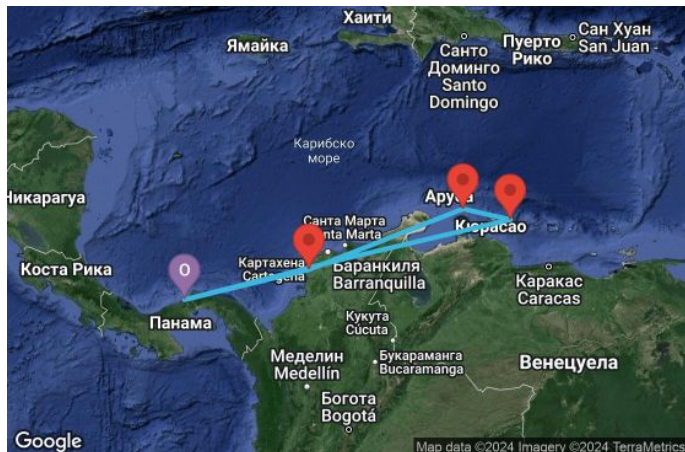 Хаити
Ямайка
Сан Хуан
San Juan
Пуерто
Рико
Санто
Доминго
Santo
Domingo
Карибско
море
Никарагуа
Аруба
Кюрасао
Санта Марта
Santa Marta
Картахена
Cartagena
Баранкиля
Barranquilla
Коста Рика
О
Панама
Каракас
Caracas
Кукута
Cúcuta
Меделин
Medellín
Букараманга
Bucaramanga
Венецуела
Богота
Bogotá
Google
Map data ©2024 Imagery ©2024 TerraMetrics